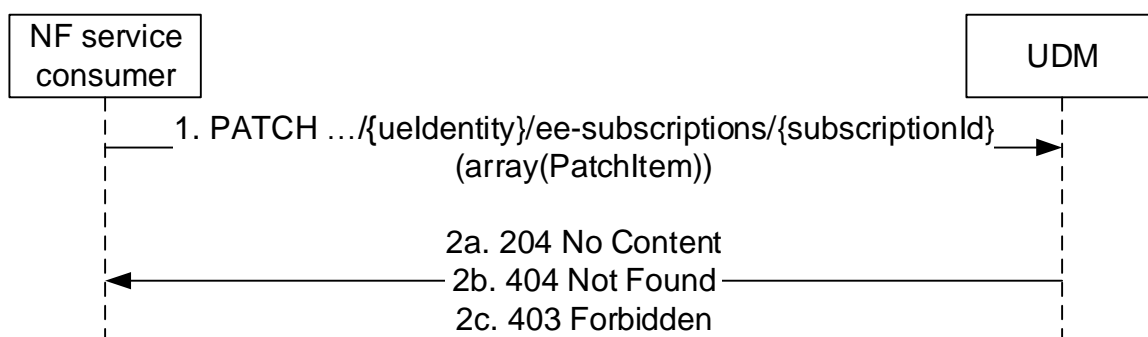 NF service
consumer
UDM
1. PATCH …/{ueIdentity}/ee-subscriptions/{subscriptionId}
(array(PatchItem))
2a. 204 No Content
2b. 404 Not Found
2c. 403 Forbidden